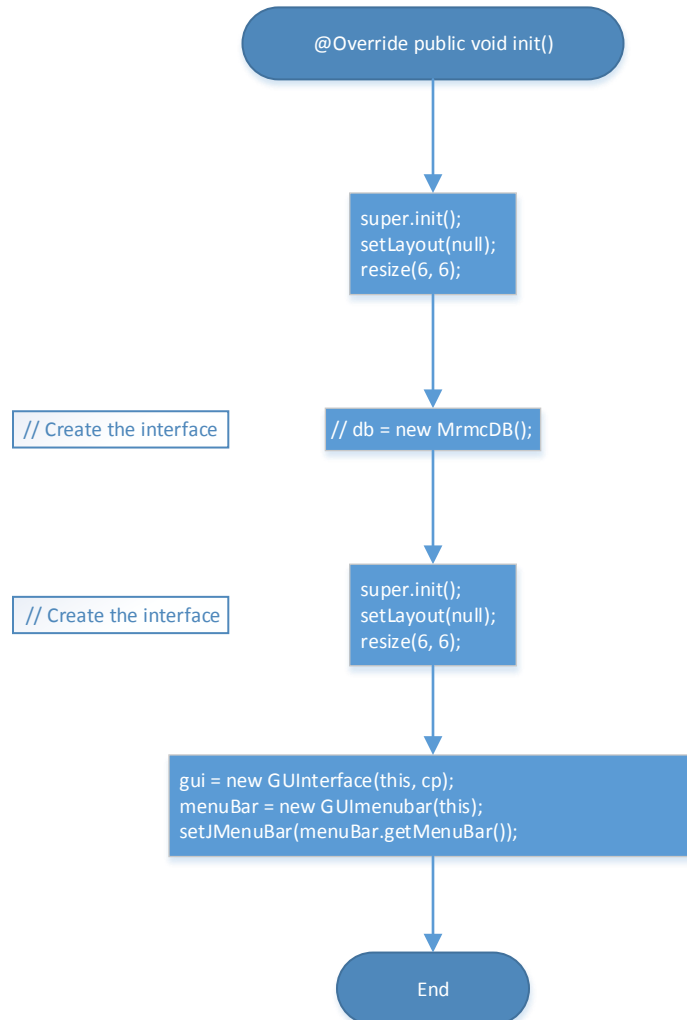 @Override public void init()
super.init();
setLayout(null);
resize(6, 6);
// Create the interface
// db = new MrmcDB();
// Create the interface
super.init();
setLayout(null);
resize(6, 6);
gui = new GUInterface(this, cp);
menuBar = new GUImenubar(this);
setJMenuBar(menuBar.getMenuBar());
End